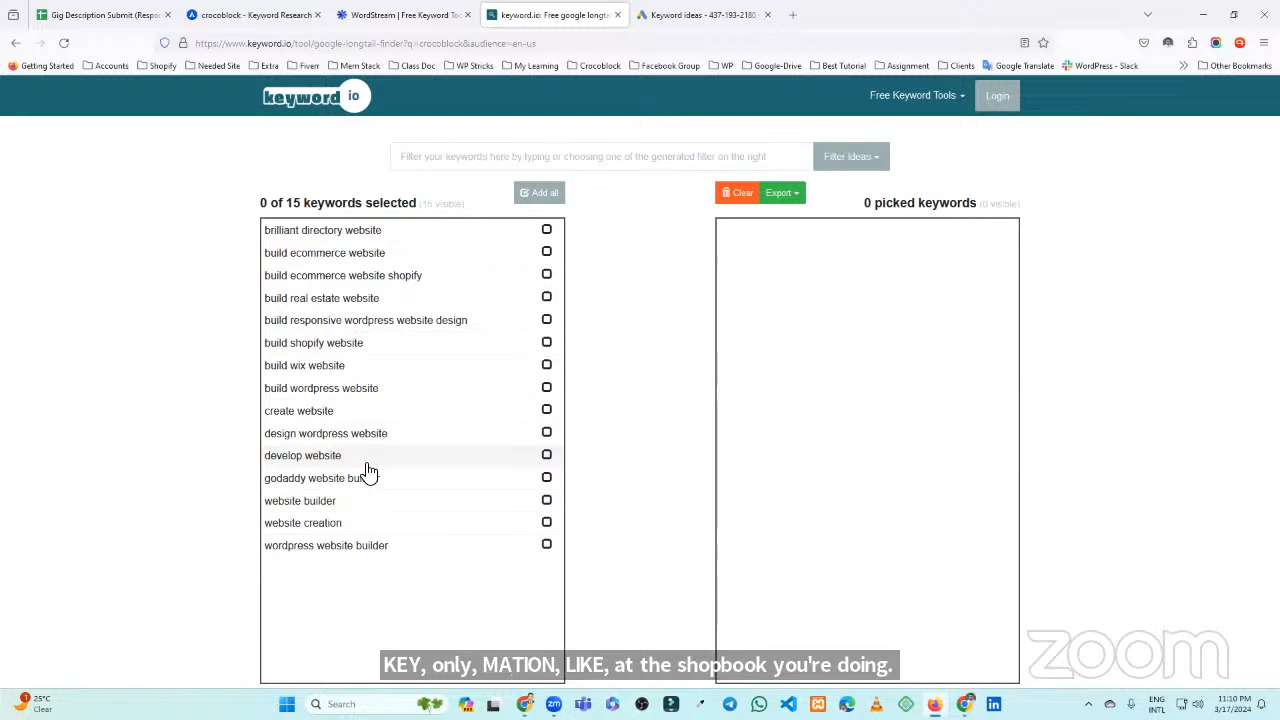 Gig Description Submit (Respon
crocoblock - Keyword Research
WordStream | FREE Keyword Too
keyword.io: Free google longta
Keyword ideas - 437-193-2180
https://www.keyword.io/tool/google-longtail-finder?q=c.only&audience=en-us
Getting Started Accounts Shopify Needed Site Extra Fiverr Mern Stack Class Doc WP Stricks My Learning Crocoblock Facebook Group WP Google-Drive Best Tutorial Assignment Clients Google Translate WordPress - Slack Other Bookmarks
keyword io
Free Keyword Tools
Login
Filter your keywords here by typing or choosing one of the generated filter on the right
Filter Ideas
0 of 15 keywords selected (15 visible)
Add all
Clear
Export
0 picked keywords (0 visible)
brilliant directory website
build ecommerce website
build ecommerce website shopify
build real estate website
build responsive wordpress website design
build shopify website
build wix website
build wordpress website
create website
design wordpress website
develop website
godaddy website
website builder
website creation
wordpress website builder
KEY, only, MATION, LIKE, at the shopbook you're doing.
zoom
25°C
Clear
Search
ENG
INTL
11:10 PM
3/17/2024